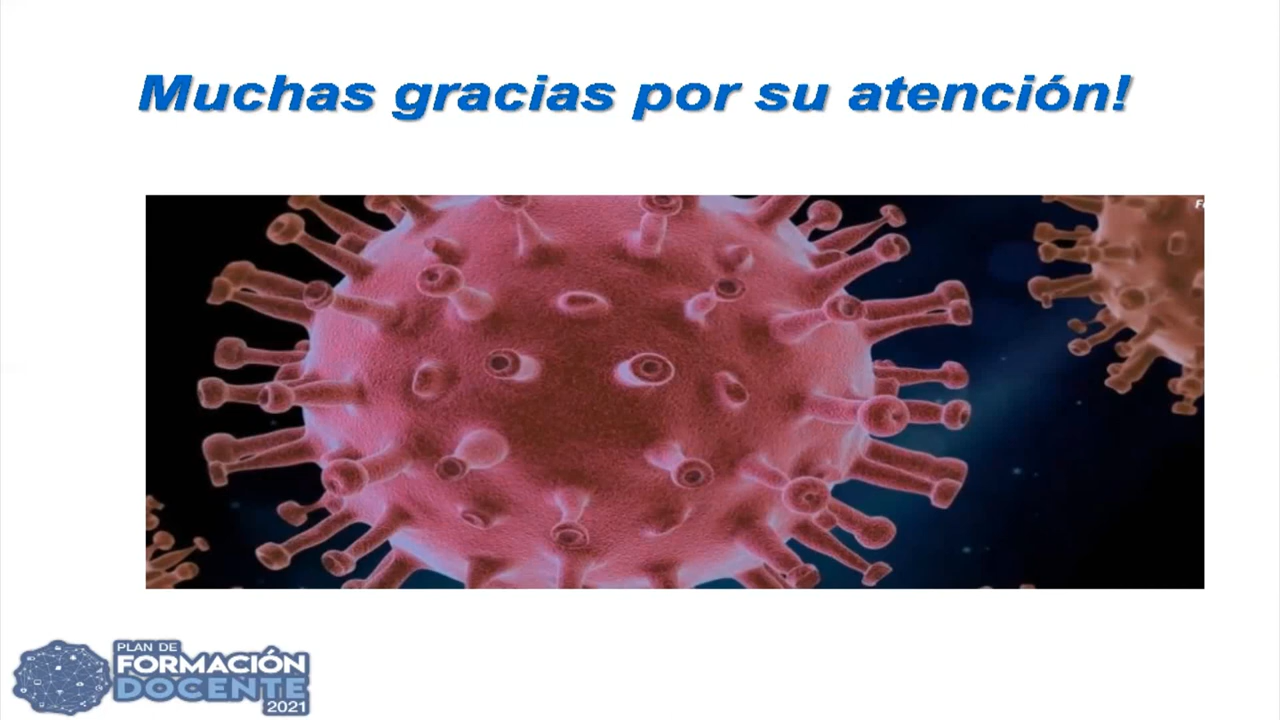 Muchas gracias por su atención!
PLAN DE
FORMACIÓN
DOCENTE
2021